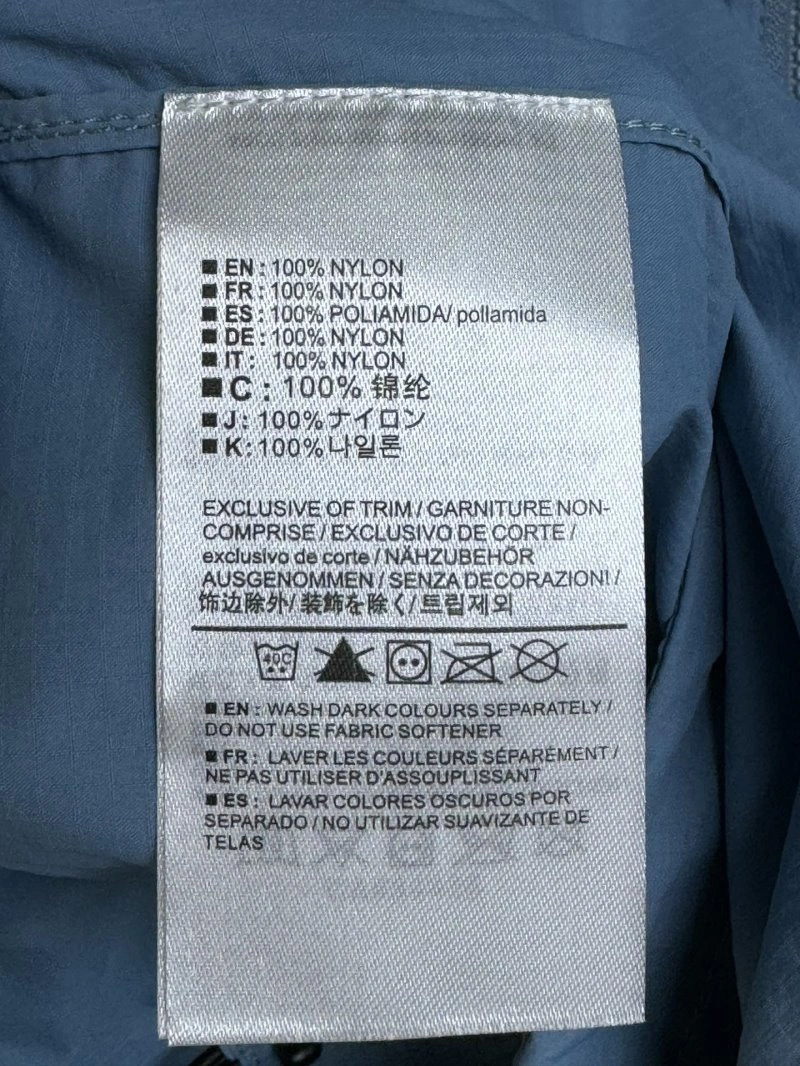 ■ EN : 100% NYLON
■ FR : 100% NYLON
■ ES : 100% POLIAMIDA/ pollamida
■ DE : 100% NYLON
■ IT : 100% NYLON
■ C : 100% 锦纶
■ J : 100%ナイロン
■ K : 100%나일론
EXCLUSIVE OF TRIM / GARNITURE NON-
COMPRISE / EXCLUSIVO DE CORTE /
exclusivo de corte / NÄHZUBEHÖR
AUSGENOMMEN / SENZA DECORAZIONI /
饰边除外/ 装飾を除く/ 트립제외
40C
■ EN : WASH DARK COLOURS SEPARATELY /
DO NOT USE FABRIC SOFTENER
■ FR : LAVER LES COULEURS SÉPARÉMENT /
NE PAS UTILISER D'ASSOUPLISSANT
■ ES : LAVAR COLORES OSCUROS POR
SEPARADO / NO UTILIZAR SUAVIZANTE DE
TELAS